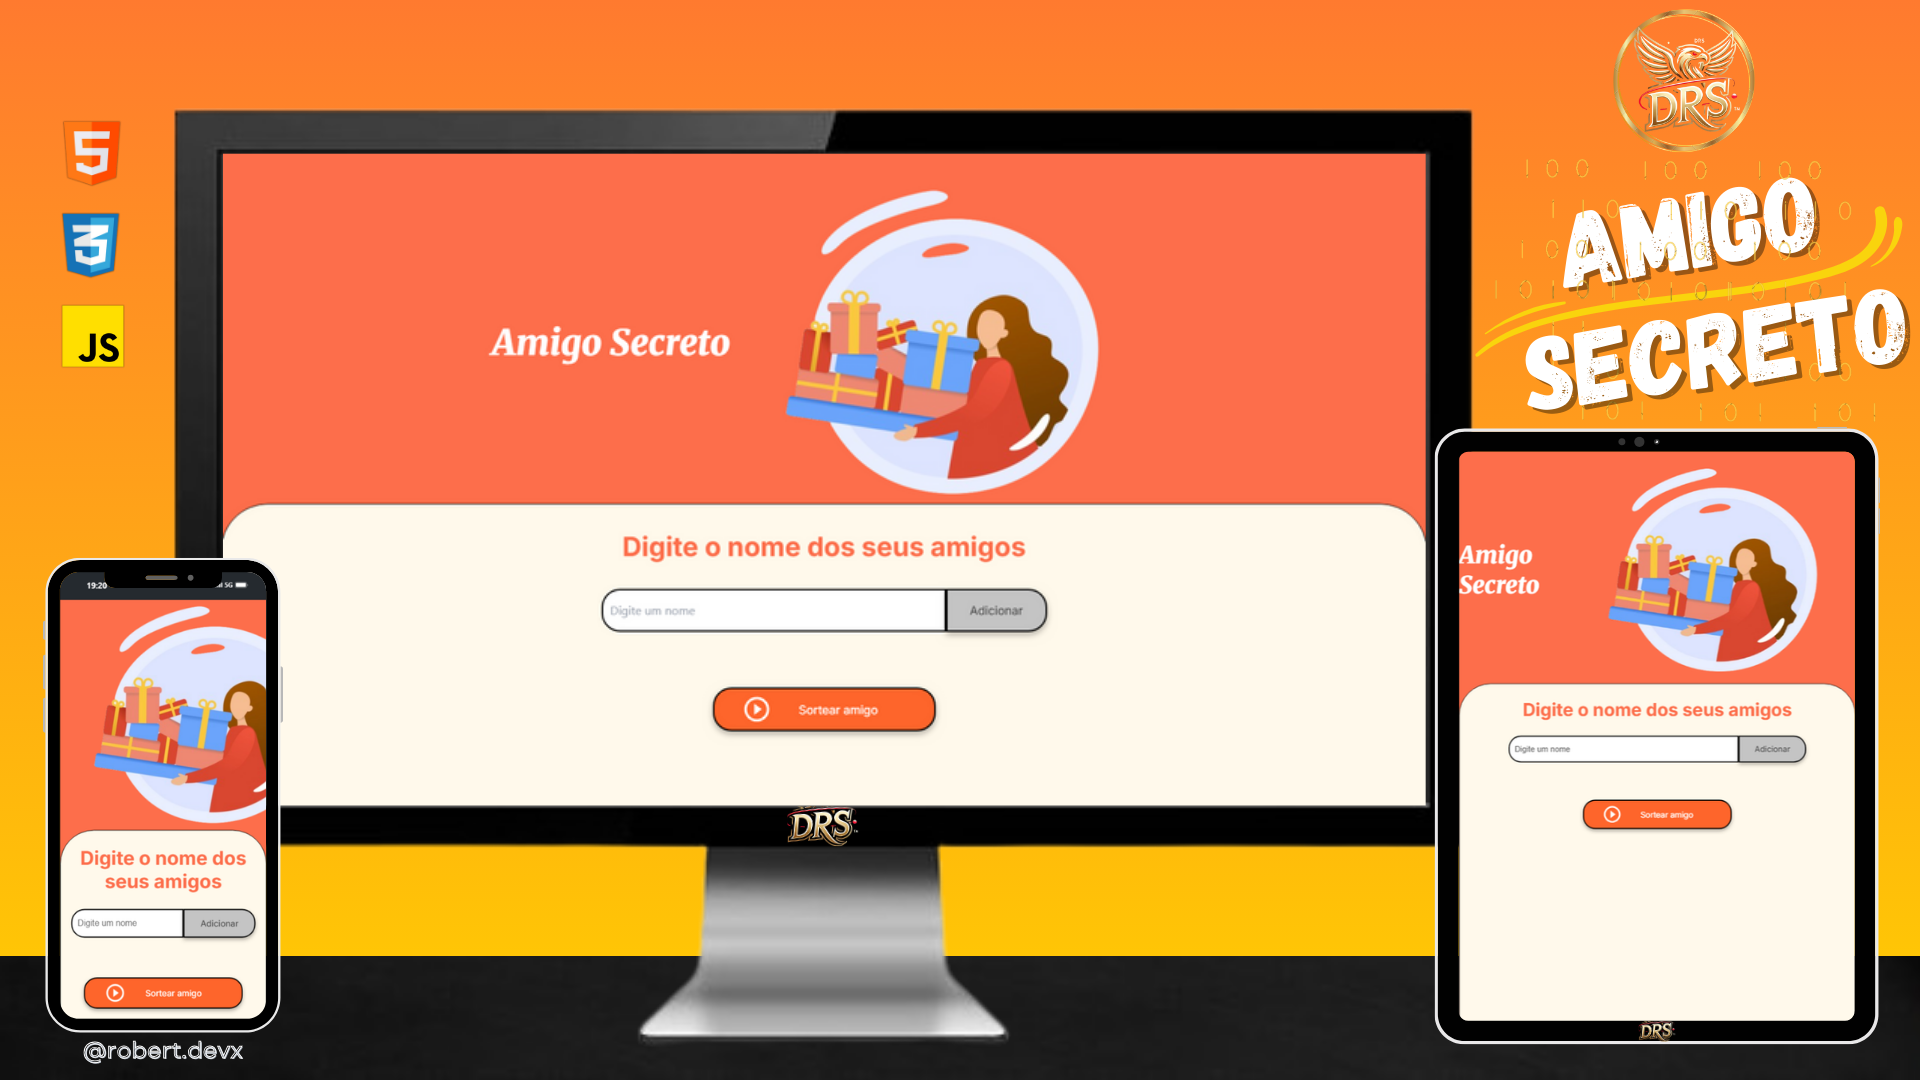 DRS
DRS
AMIGO
SECRETO
5
3
JS
Amigo Secreto
Digite o nome dos seus amigos
Digite um nome
Adicionar
Sortear amigo
DRS
19:20
5G
Digite o nome dos
seus amigos
Digite um nome
Adicionar
Sortear amigo
@robert.devx
Amigo
Secreto
Digite o nome dos seus amigos
Digite um nome
Adicionar
Sortear amigo
DRS